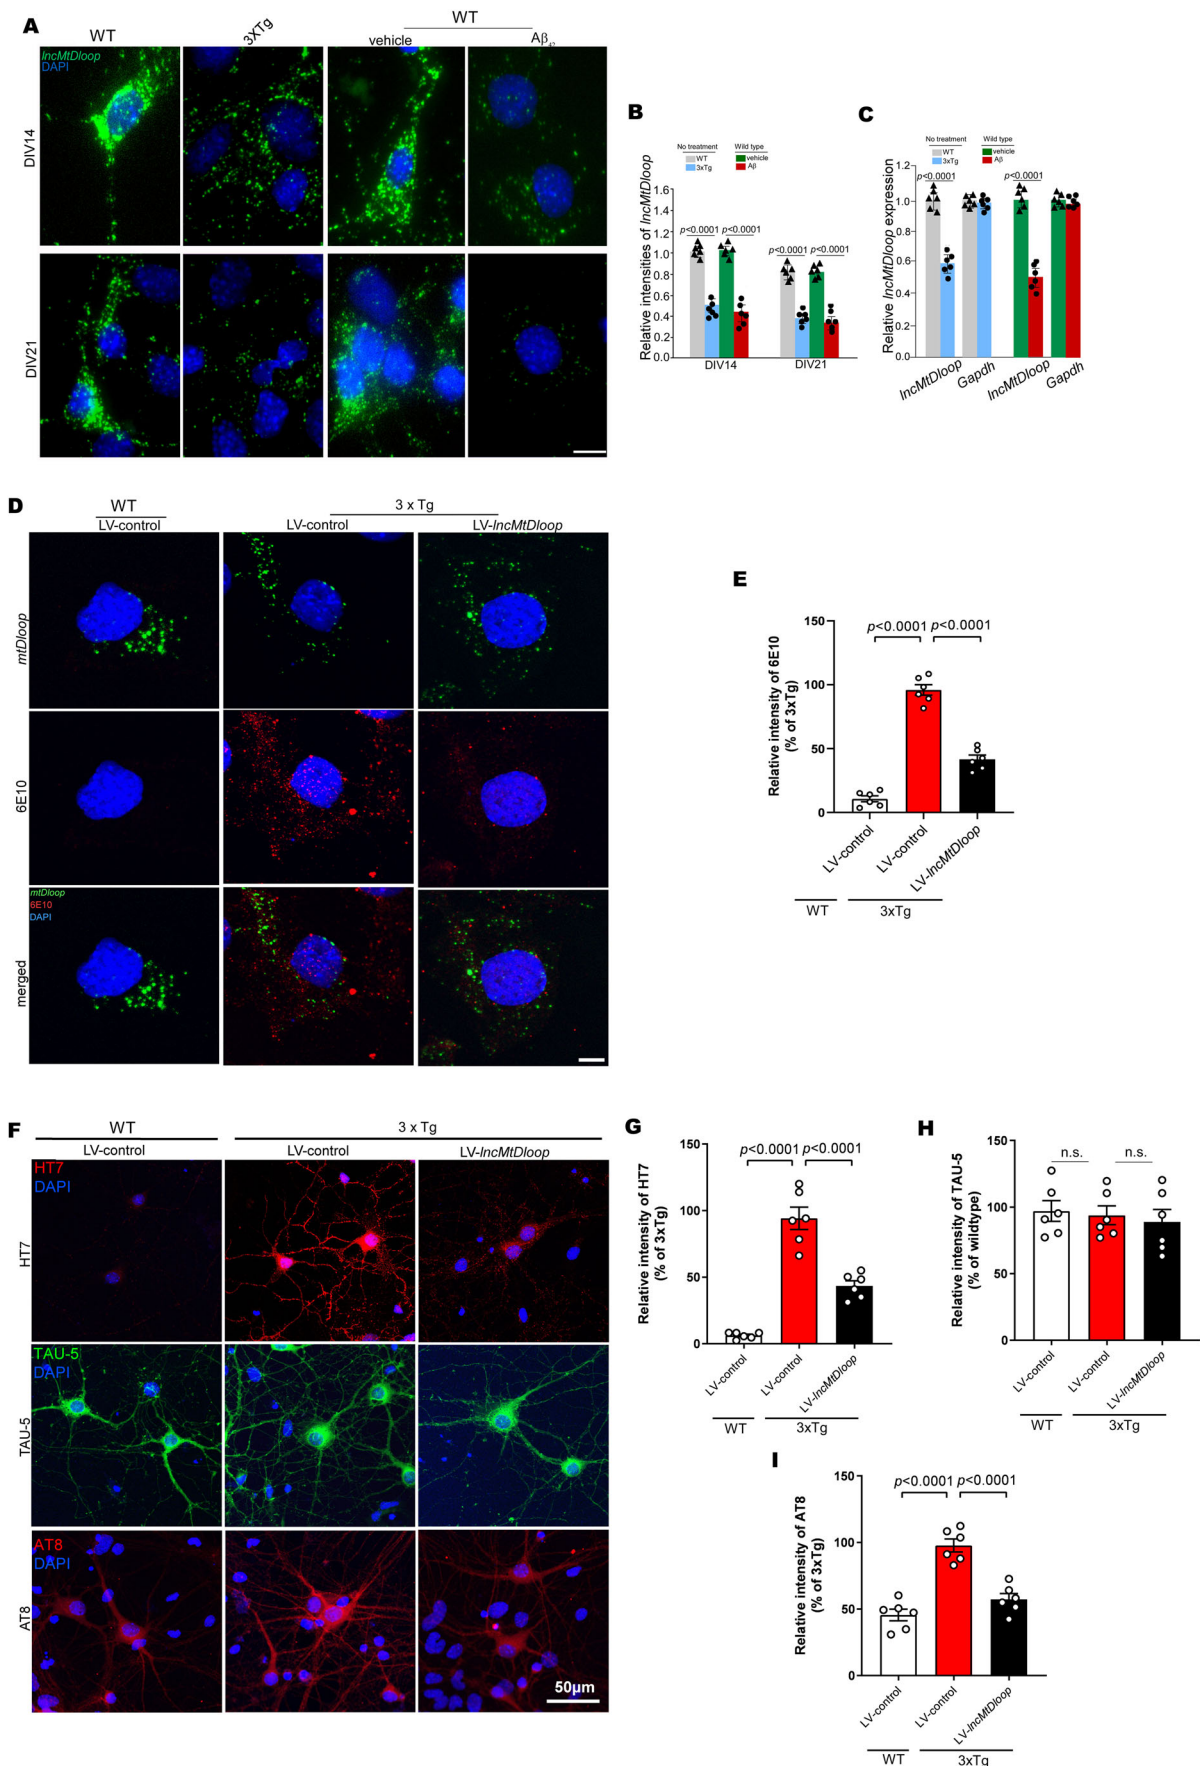 A
WT
3XTg
WT
vehicle
Aβ42
lncMtDloop
DAPI
DIV14
DIV21
B
No treatment
Wild type
WT
3xTg
vehicle
Aβ
Relative intensities of lncMtDloop
1.6
1.4
1.2
1.0
0.8
0.6
0.4
0.2
0.0
p<0.0001
p<0.0001
p<0.0001
p<0.0001
DIV14
DIV21
C
No treatment
Wild type
WT
3xTg
vehicle
Aβ
Relative lncMtDloop expression
1.2
1.0
0.8
0.6
0.4
0.2
0.0
p<0.0001
p<0.0001
lncMtDloop
Gapdh
lncMtDloop
Gapdh
D
WT
3 x Tg
LV-control
LV-control
LV-lncMtDloop
mtDloop
6E10
mtDloop
6E10
DAPI
merged
E
Relative intensity of 6E10
(% of 3xTg)
150
100
50
0
p<0.0001
p<0.0001
LV-control
LV-control
LV-lncMtDloop
WT
3xTg
F
WT
3 x Tg
LV-control
LV-control
LV-lncMtDloop
HT7
DAPI
HT7
TAU-5
DAPI
TAU-5
AT8
DAPI
AT8
50µm
G
Relative intensity of HT7
(% of 3xTg)
150
100
50
0
p<0.0001
p<0.0001
LV-control
LV-control
LV-lncMtDloop
WT
3xTg
H
Relative intensity of TAU-5
(% of wildtype)
150
100
50
0
n.s.
n.s.
LV-control
LV-control
LV-lncMtDloop
WT
3xTg
I
Relative intensity of AT8
(% of 3xTg)
150
100
50
0
p<0.0001
p<0.0001
LV-control
LV-control
LV-lncMtDloop
WT
3xTg